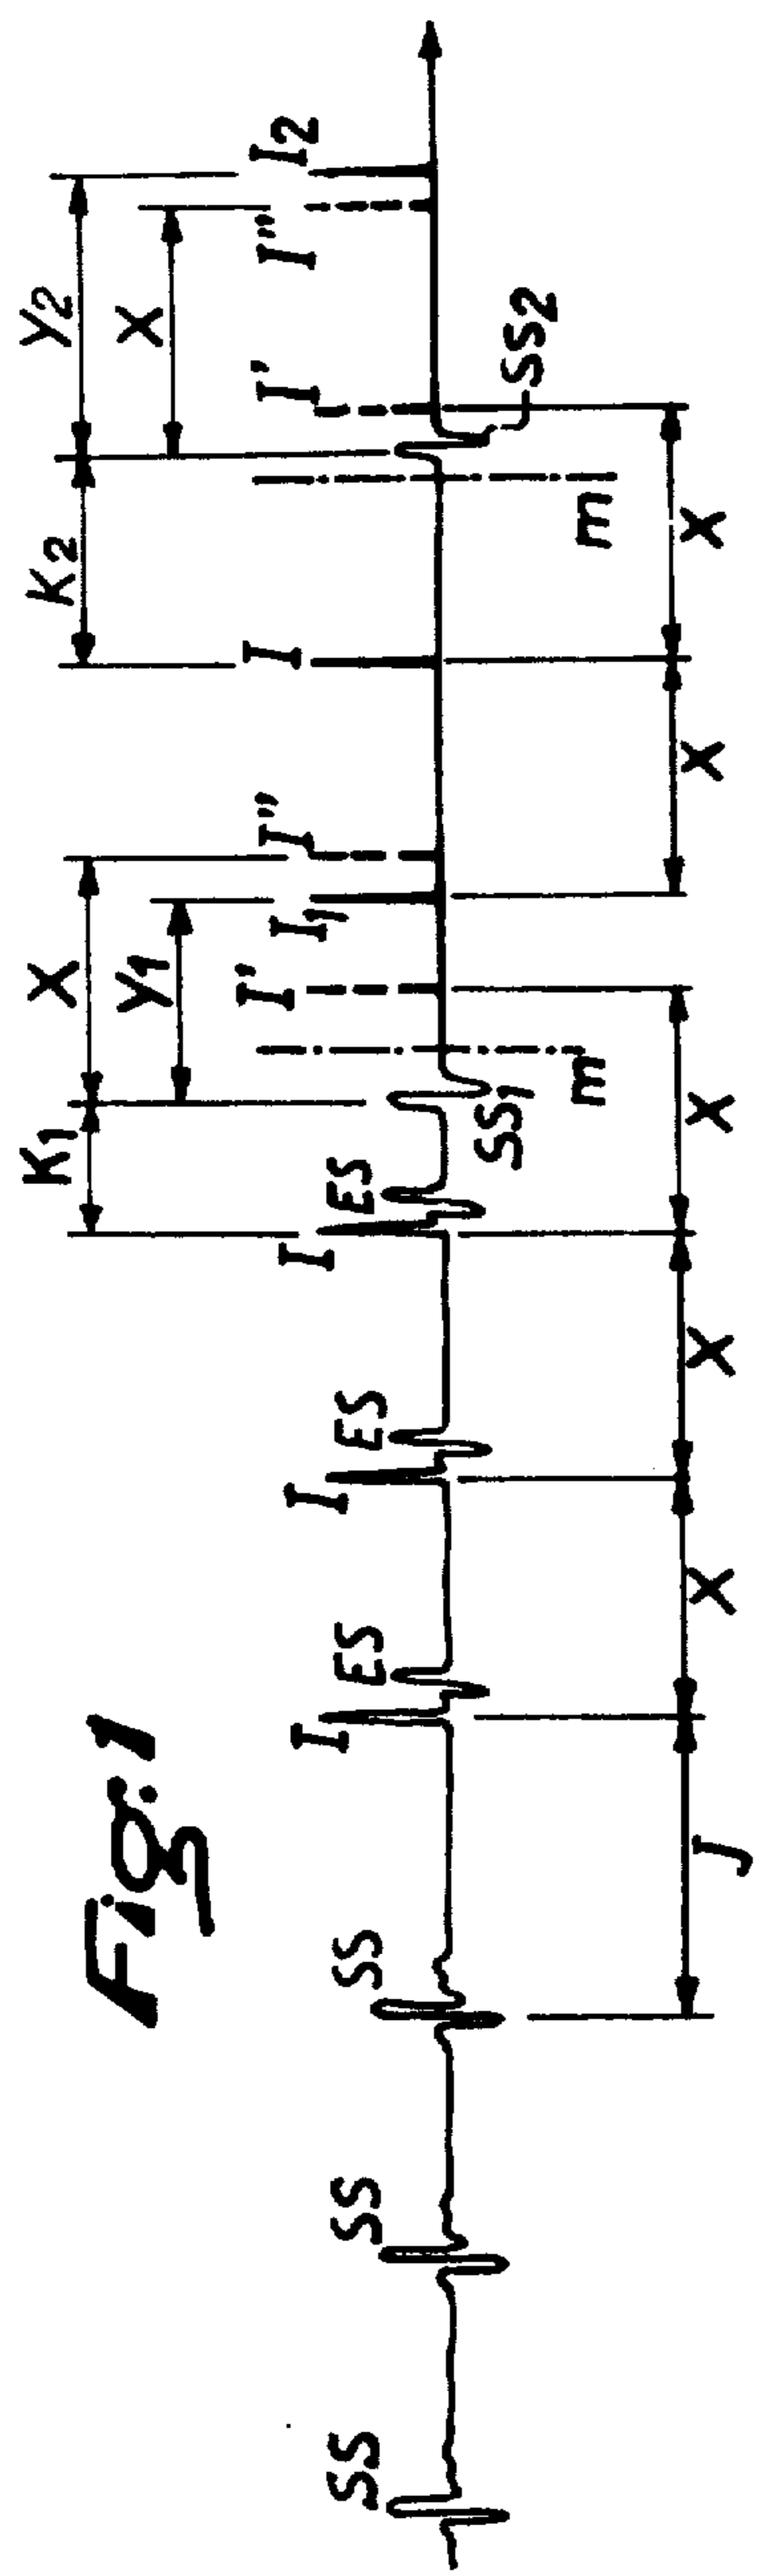 Fig:1
K1 X K2 Y2
Y1 X
SS SS SS I ES I ES I ES I' I1 I" I I' I" I2
SS1 m m SS2
J X X X X X